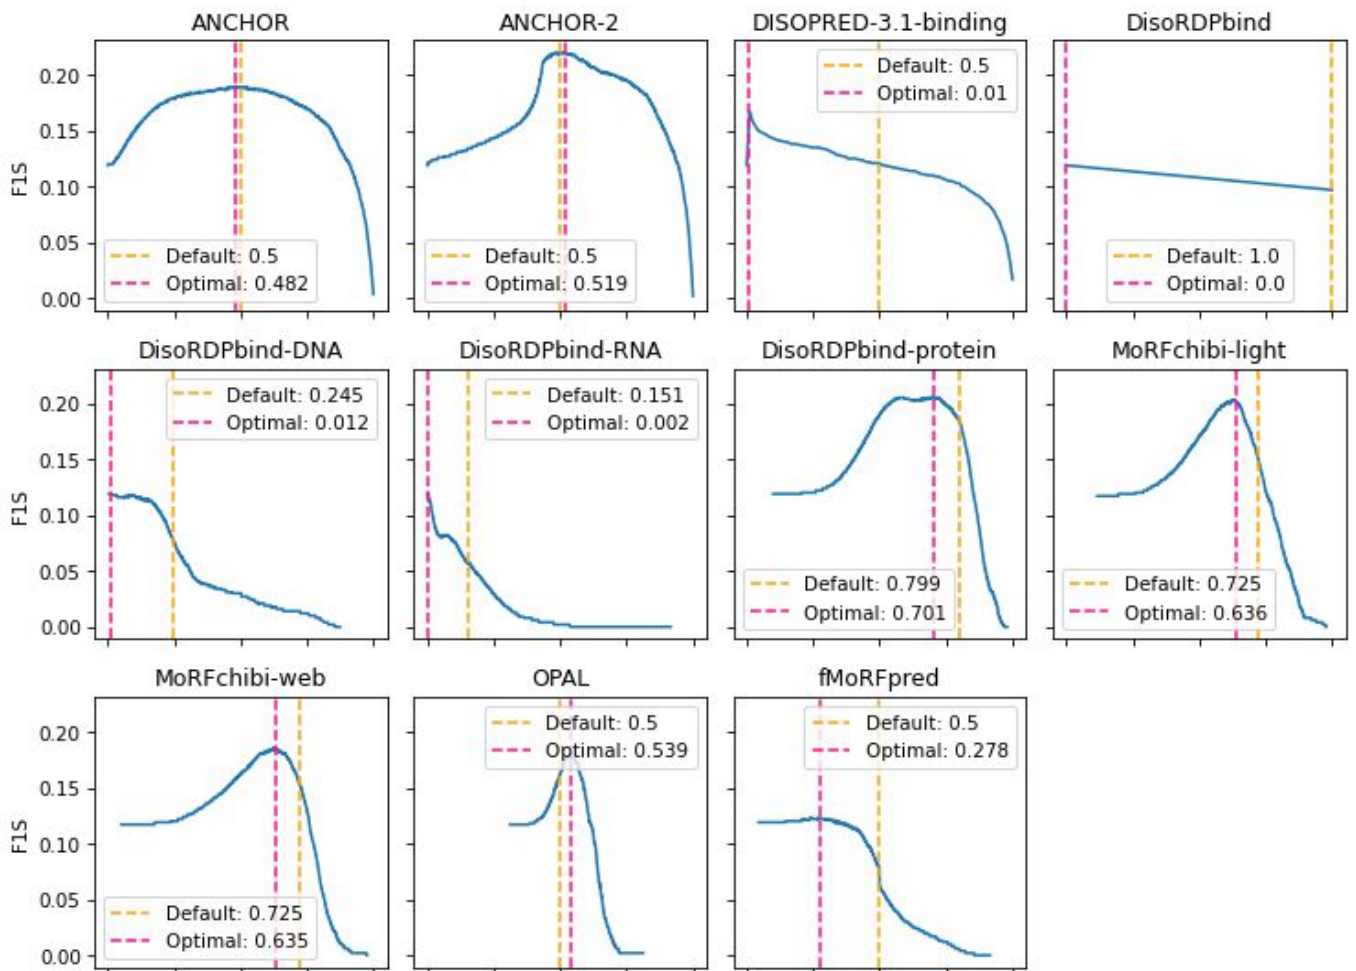 ANCHOR
ANCHOR-2
DISOPRED-3.1-binding
DisoRDPbind
F1S
0.20
0.15
0.10
0.05
0.00
Default: 0.5
Optimal: 0.482
Default: 0.5
Optimal: 0.519
Default: 0.5
Optimal: 0.01
Default: 1.0
Optimal: 0.0
DisoRDPbind-DNA
DisoRDPbind-RNA
DisoRDPbind-protein
MoRFchibi-light
F1S
0.20
0.15
0.10
0.05
0.00
Default: 0.245
Optimal: 0.012
Default: 0.151
Optimal: 0.002
Default: 0.799
Optimal: 0.701
Default: 0.725
Optimal: 0.636
MoRFchibi-web
OPAL
fMoRFpred
F1S
0.20
0.15
0.10
0.05
0.00
Default: 0.725
Optimal: 0.635
Default: 0.5
Optimal: 0.539
Default: 0.5
Optimal: 0.278